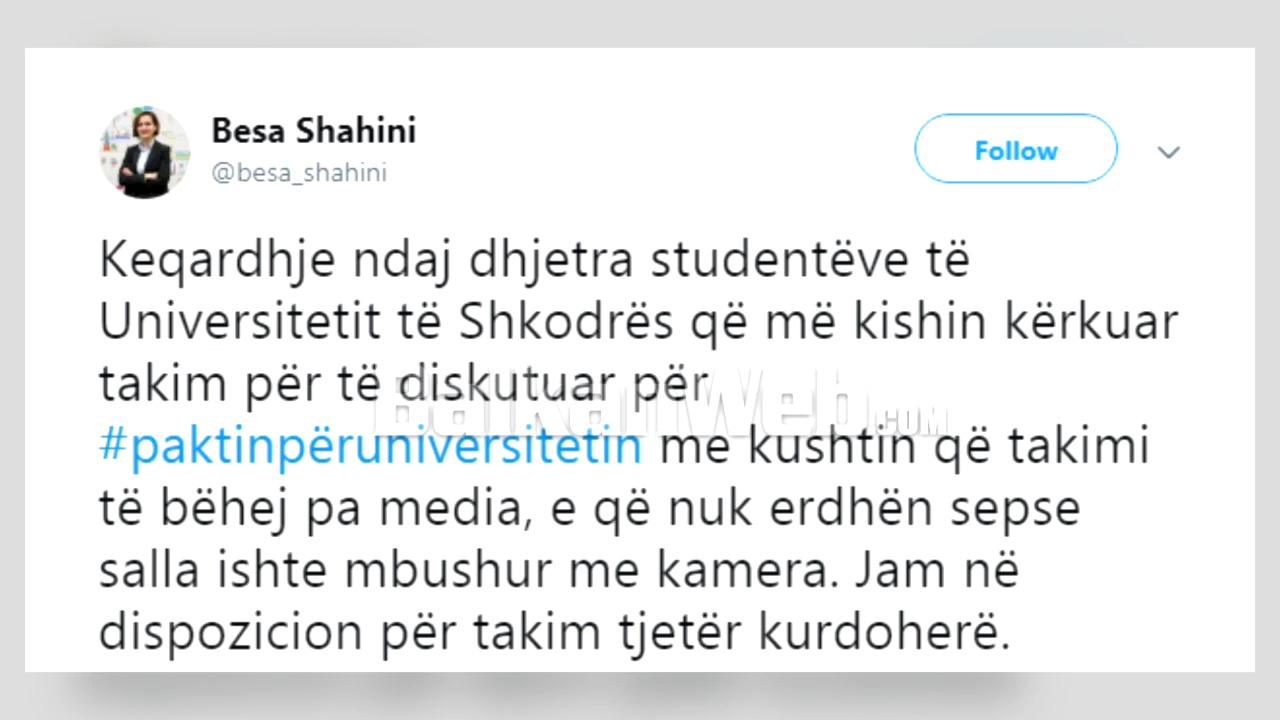 Besa Shahini
@besa_shahini
Follow
Keqardhje ndaj dhjetra studentëve të
Universitetit të Shkodrës që më kishin kërkuar
takim për të diskutuar për
BalkanWeb.COM
#paktinpëruniversitetin me kushtin që takimi
të bëhej pa media, e që nuk erdhën sepse
salla ishte mbushur me kamera. Jam në
dispozicion për takim tjetër kurdoherë.